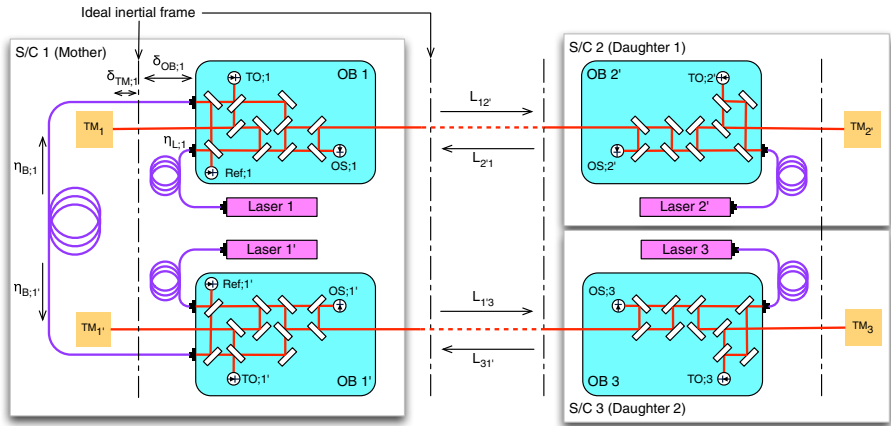 Ideal inertial frame
S/C 1 (Mother)
δOB;1
δTM;1
TO;1
OB 1
TM1
ηL;1
ηB;1
OS;1
Ref;1
Laser 1
L12'
L2'1
S/C 2 (Daughter 1)
OB 2'
TO;2'
TM2'
OS;2'
Laser 2'
Laser 1'
ηB;1'
Ref;1'
OS;1'
TM1'
TO;1'
OB 1'
L1'3
L31'
Laser 3
OS;3
TM3
TO;3
OB 3
S/C 3 (Daughter 2)